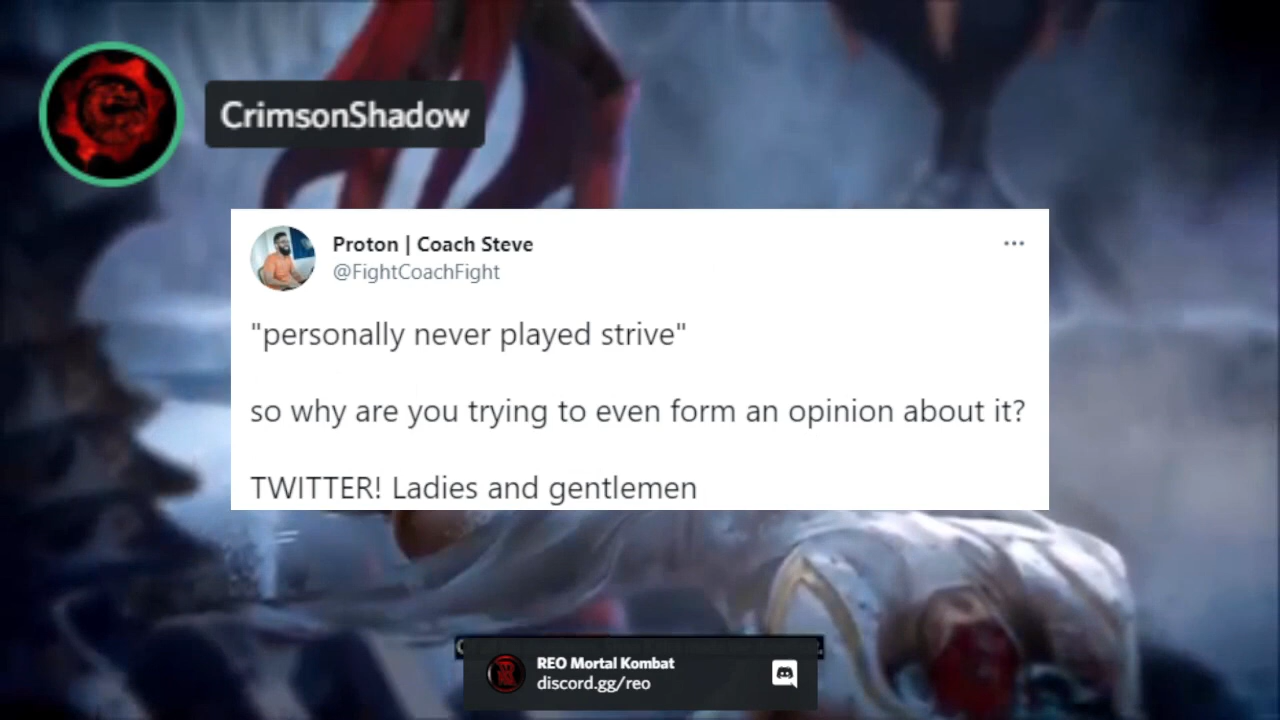 CrimsonShadow
Proton | Coach Steve
@FightCoachFight
"personally never played strive"
so why are you trying to even form an opinion about it?
TWITTER! Ladies and gentlemen
REO Mortal Kombat
discord.gg/reo